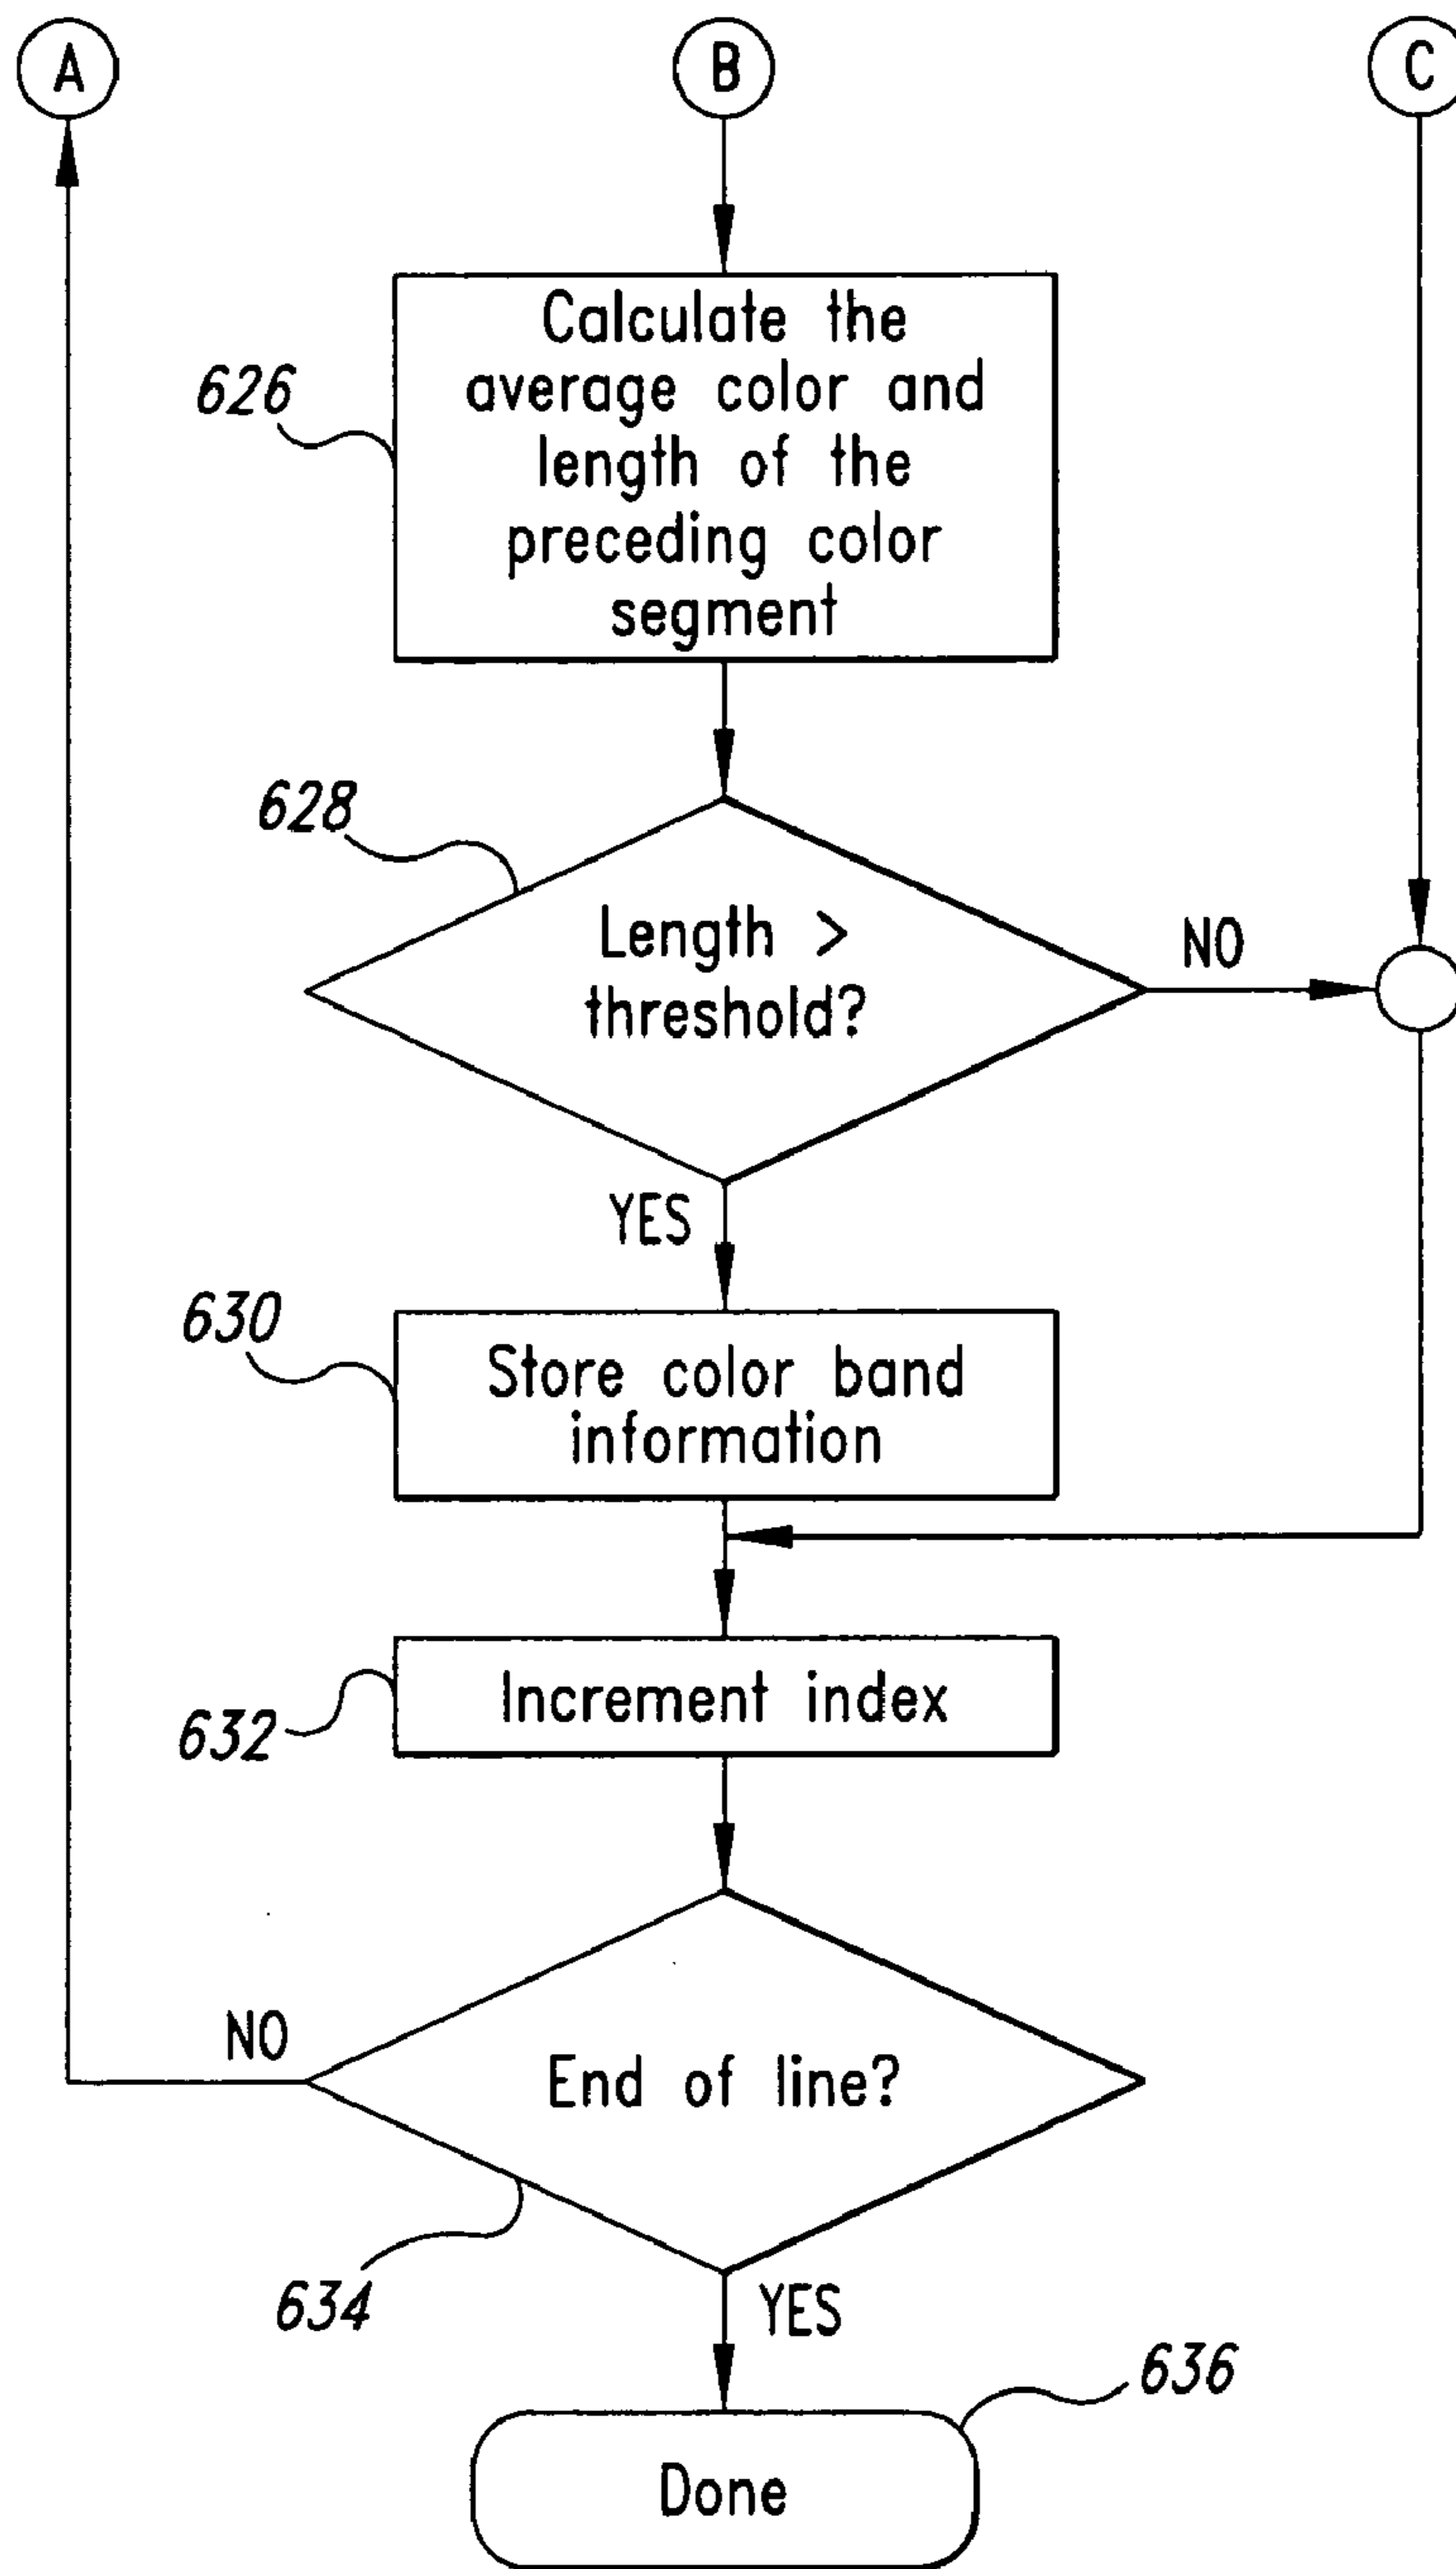 A
B
C
626
Calculate the
average color and
length of the
preceding color
segment
628
Length >
threshold?
NO
YES
630
Store color band
information
632
Increment index
NO
End of line?
634
YES
636
Done